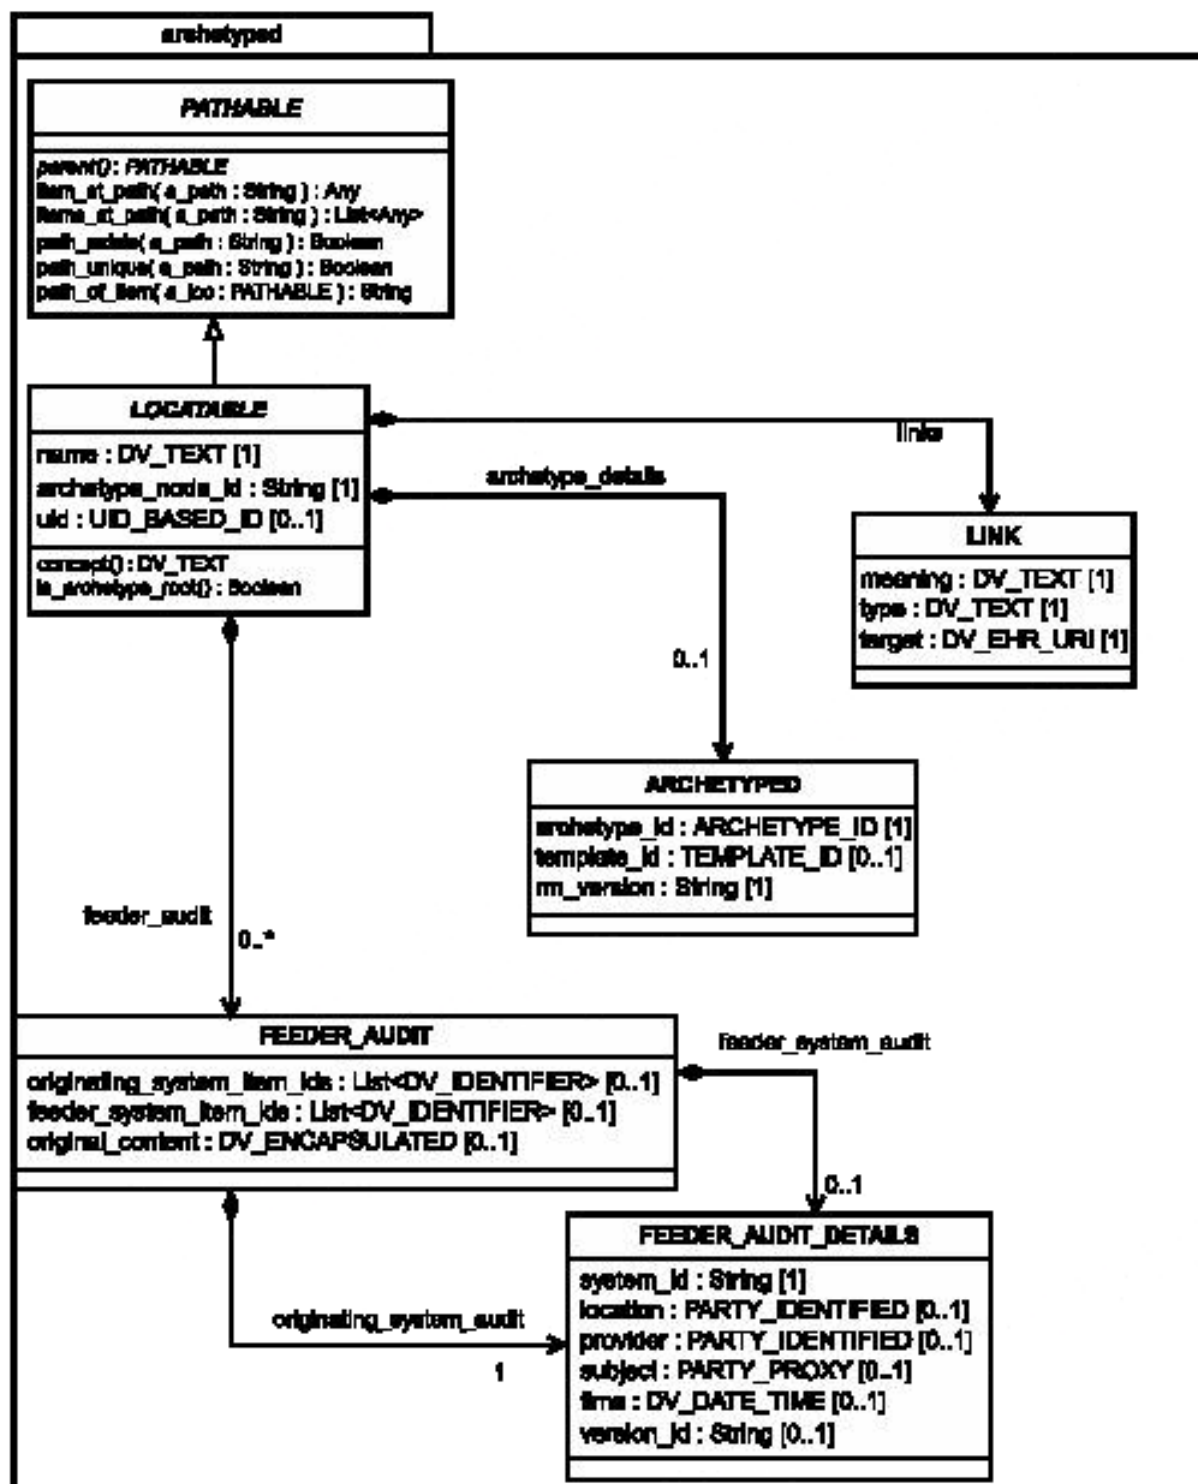 archetyped
PATHABLE
parent(): PATHABLE
item_at_path( a_path : String ) : Any
items_at_path( a_path : String ) : List<Any>
path_exists( a_path : String ) : Boolean
path_unique( a_path : String ) : Boolean
path_of_item( a_loc : PATHABLE ) : String
LOCATABLE
name : DV_TEXT [1]
archetype_node_id : String [1]
uid : UID_BASED_ID [0..1]
concept() : DV_TEXT
is_archetype_root() : Boolean
links
archetype_details
LINK
meaning : DV_TEXT [1]
type : DV_TEXT [1]
target : DV_EHR_URI [1]
0..1
ARCHETYPED
archetype_id : ARCHETYPE_ID [1]
template_id : TEMPLATE_ID [0..1]
rm_version : String [1]
feeder_audit
0..*
FEEDER_AUDIT
originating_system_item_ids : List<DV_IDENTIFIER> [0..1]
feeder_system_item_ids : List<DV_IDENTIFIER> [0..1]
original_content : DV_ENCAPSULATED [0..1]
feeder_system_audit
0..1
originating_system_audit
1
FEEDER_AUDIT_DETAILS
system_id : String [1]
location : PARTY_IDENTIFIED [0..1]
provider : PARTY_IDENTIFIED [0..1]
subject : PARTY_PROXY [0..1]
time : DV_DATE_TIME [0..1]
version_id : String [0..1]